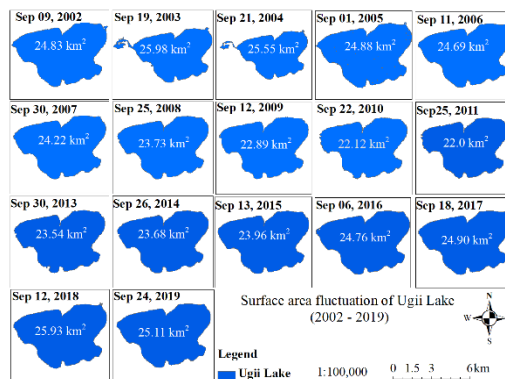 Sep 09, 2002
24.83 km²
Sep 19, 2003
25.98 km²
Sep 21, 2004
25.55 km²
Sep 01, 2005
24.88 km²
Sep 11, 2006
24.69 km²
Sep 30, 2007
24.22 km²
Sep 25, 2008
23.73 km²
Sep 12, 2009
22.89 km²
Sep 22, 2010
22.12 km²
Sep25, 2011
22.0 km²
Sep 30, 2013
23.54 km²
Sep 26, 2014
23.68 km²
Sep 13, 2015
23.96 km²
Sep 06, 2016
24.76 km²
Sep 18, 2017
24.90 km²
Sep 12, 2018
25.93 km²
Sep 24, 2019
25.11 km²
Surface area fluctuation of Ugii Lake
(2002 - 2019)
N
W E
S
Legend
Ugii Lake
1:100,000
0 1.5 3 6km